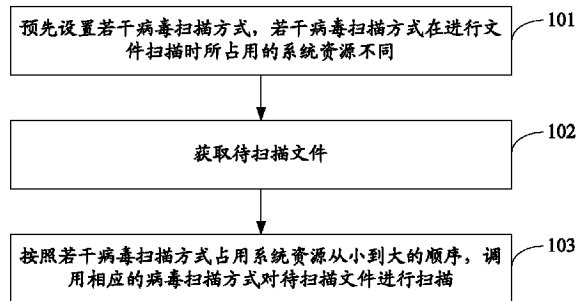 预先设置若干病毒扫描方式，若干病毒扫描方式在进行文
件扫描时所占用的系统资源不同
101
获取待扫描文件
102
按照若干病毒扫描方式占用系统资源从小到大的顺序，调
用相应的病毒扫描方式对待扫描文件进行扫描
103